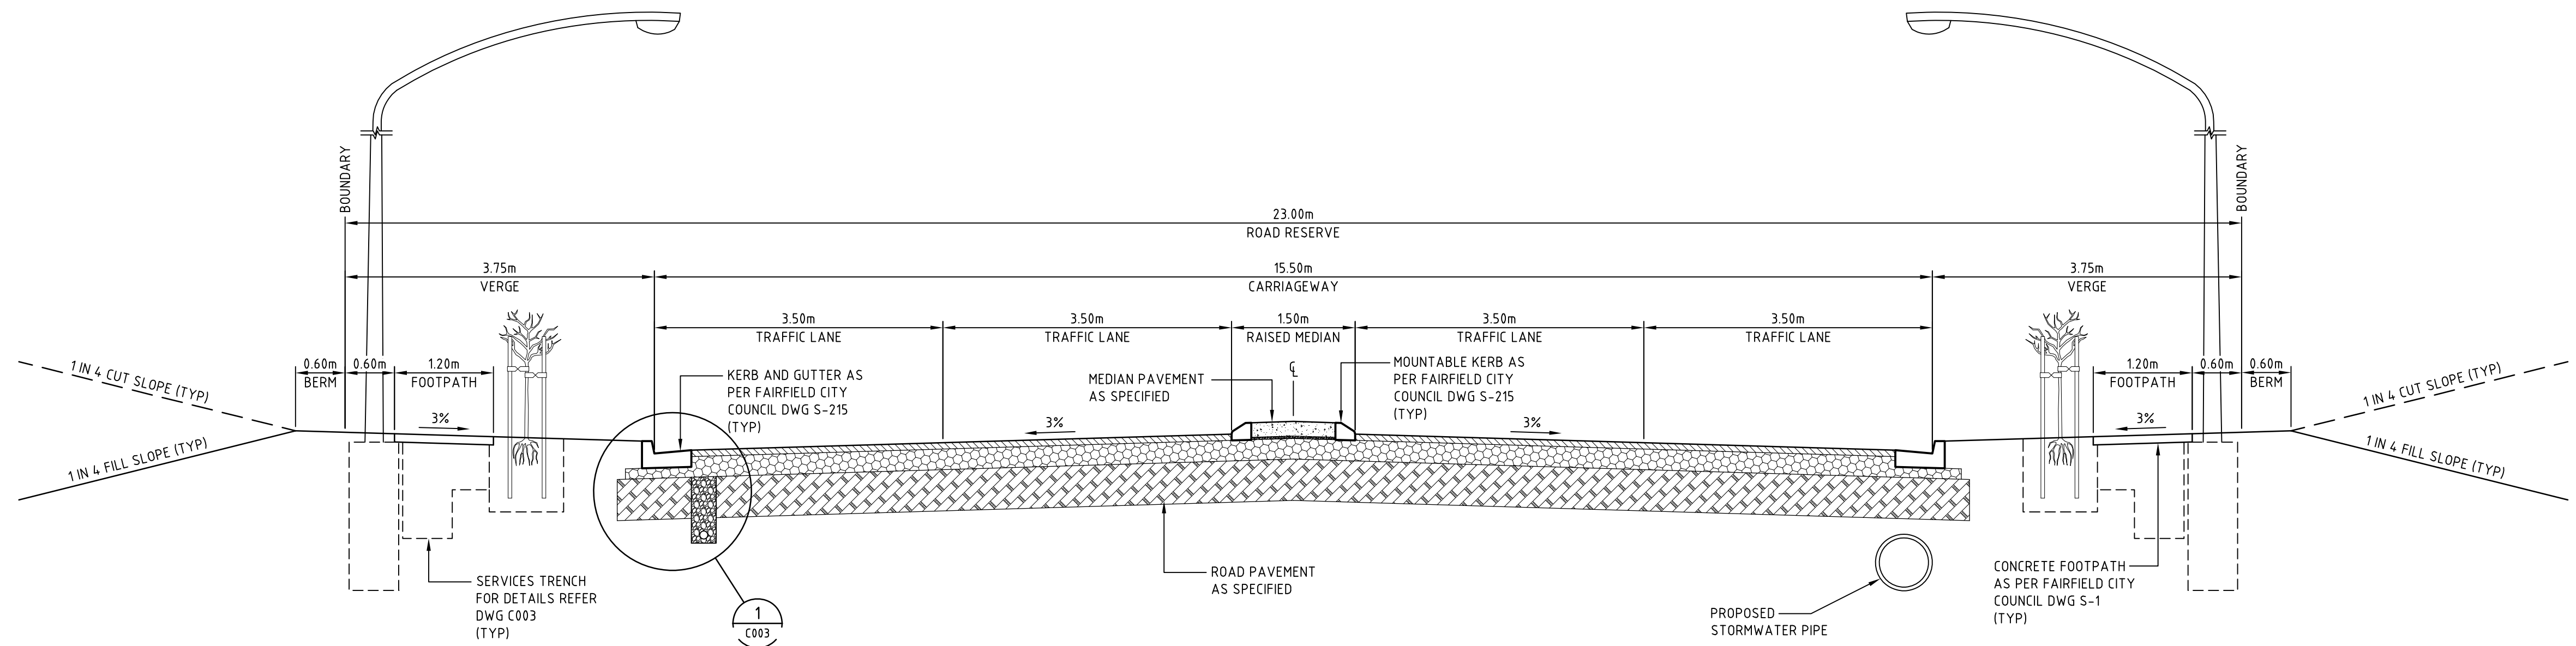 BOUNDARY
BOUNDARY
23.00m
ROAD RESERVE
3.75m
VERGE
15.50m
CARRIAGEWAY
3.75m
VERGE
3.50m
TRAFFIC LANE
3.50m
TRAFFIC LANE
1.50m
RAISED MEDIAN
3.50m
TRAFFIC LANE
3.50m
TRAFFIC LANE
1 IN 4 CUT SLOPE (TYP)
0.60m
BERM
0.60m
1.20m
FOOTPATH
3%
KERB AND GUTTER AS
PER FAIRFIELD CITY
COUNCIL DWG S-215
(TYP)
3%
MEDIAN PAVEMENT
AS SPECIFIED
CL
MOUNTABLE KERB AS
PER FAIRFIELD CITY
COUNCIL DWG S-215
(TYP)
3%
1.20m
FOOTPATH
0.60m
0.60m
BERM
3%
1 IN 4 CUT SLOPE (TYP)
1 IN 4 FILL SLOPE (TYP)
1 IN 4 FILL SLOPE (TYP)
SERVICES TRENCH
FOR DETAILS REFER
DWG C003
(TYP)
1
C003
ROAD PAVEMENT
AS SPECIFIED
PROPOSED
STORMWATER PIPE
CONCRETE FOOTPATH
AS PER FAIRFIELD CITY
COUNCIL DWG S-1
(TYP)